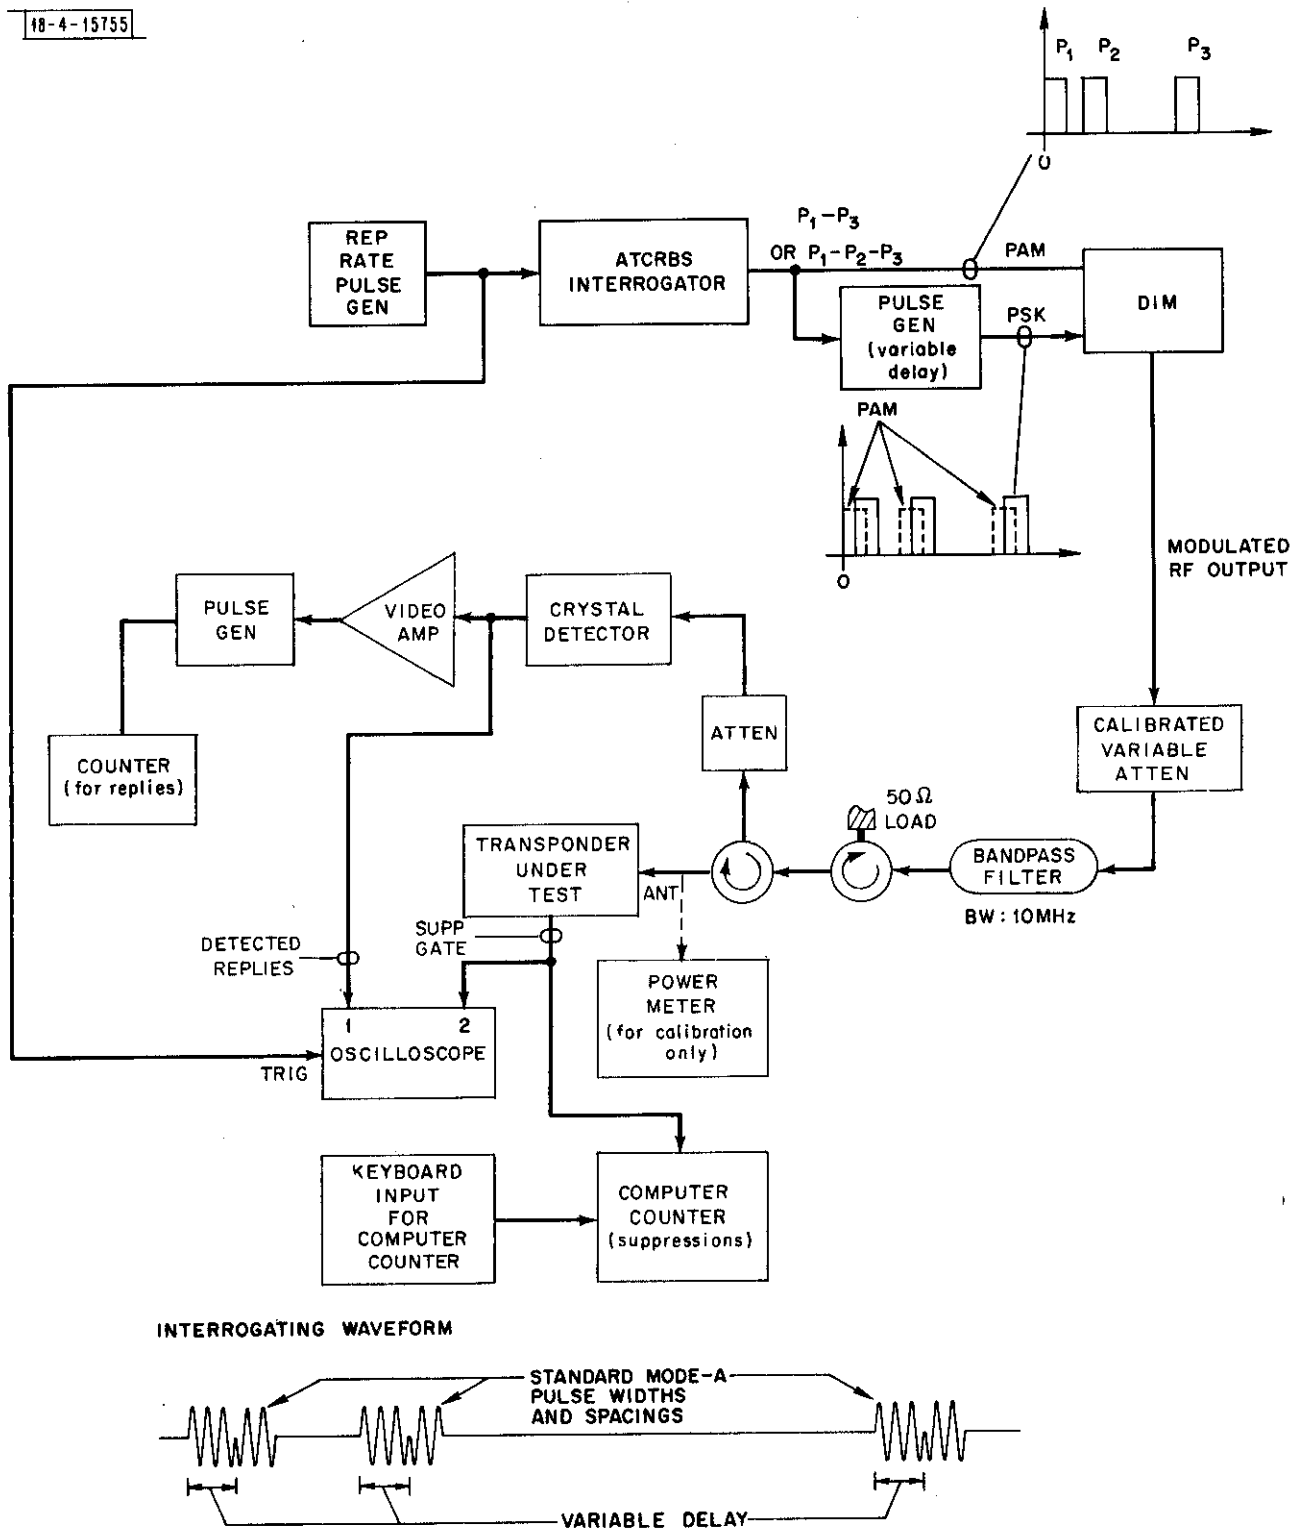 18-4-15755
P1 P2 P3
0
REP
RATE
PULSE
GEN
ATCRBS
INTERROGATOR
P1-P3
OR P1-P2-P3
PAM
PULSE
GEN
(variable
delay)
PSK
DIM
PAM
0
MODULATED
RF OUTPUT
PULSE
GEN
VIDEO
AMP
CRYSTAL
DETECTOR
COUNTER
(for replies)
ATTEN
CALIBRATED
VARIABLE
ATTEN
50Ω
LOAD
TRANSPONDER
UNDER
TEST
ANT
BANDPASS
FILTER
BW: 10MHz
SUPP
GATE
DETECTED
REPLIES
POWER
METER
(for calibration
only)
1 2
OSCILLOSCOPE
TRIG
KEYBOARD
INPUT
FOR
COMPUTER
COUNTER
COMPUTER
COUNTER
(suppressions)
INTERROGATING WAVEFORM
STANDARD MODE-A
PULSE WIDTHS
AND SPACINGS
VARIABLE DELAY